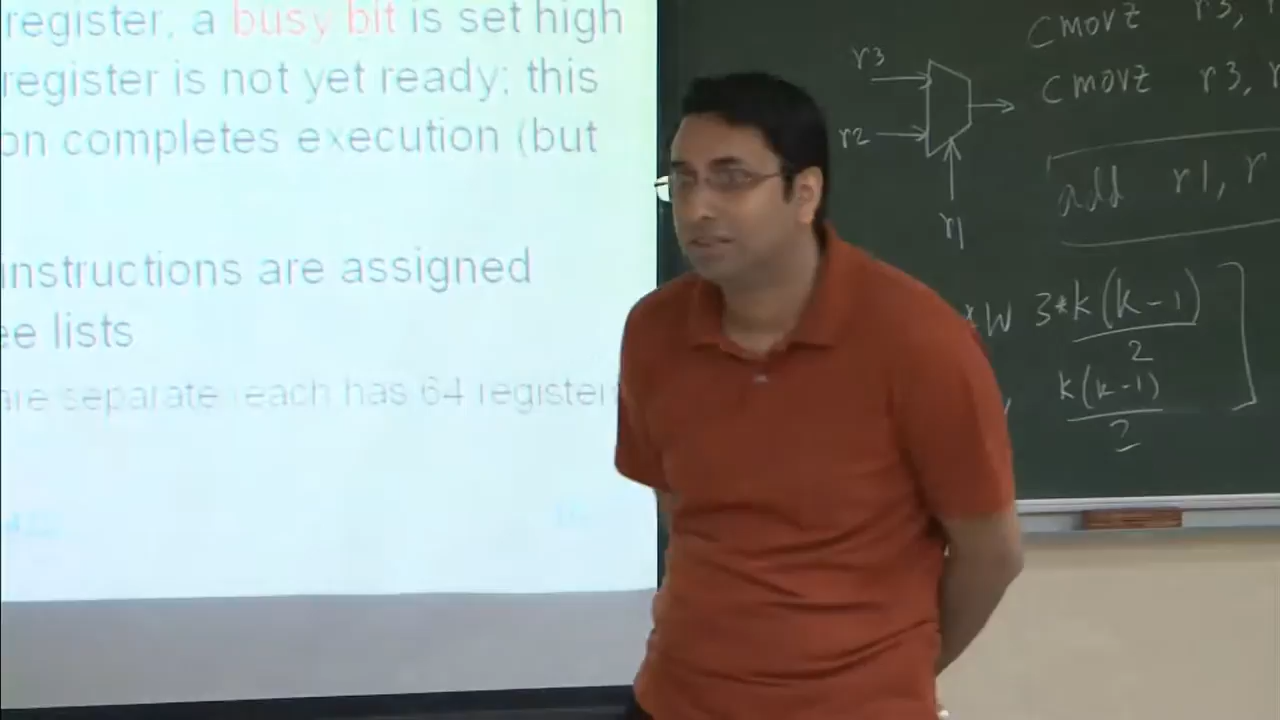 register, a busy bit is set high
register is not yet ready; this
on completes execution (but
instructions are assigned
ee lists
are separate (each has 64 register
cmovz r3,
cmovz r3,
r3
r2
r1
add r1, r
*W 3*k(k-1)
2
k(k-1)
2